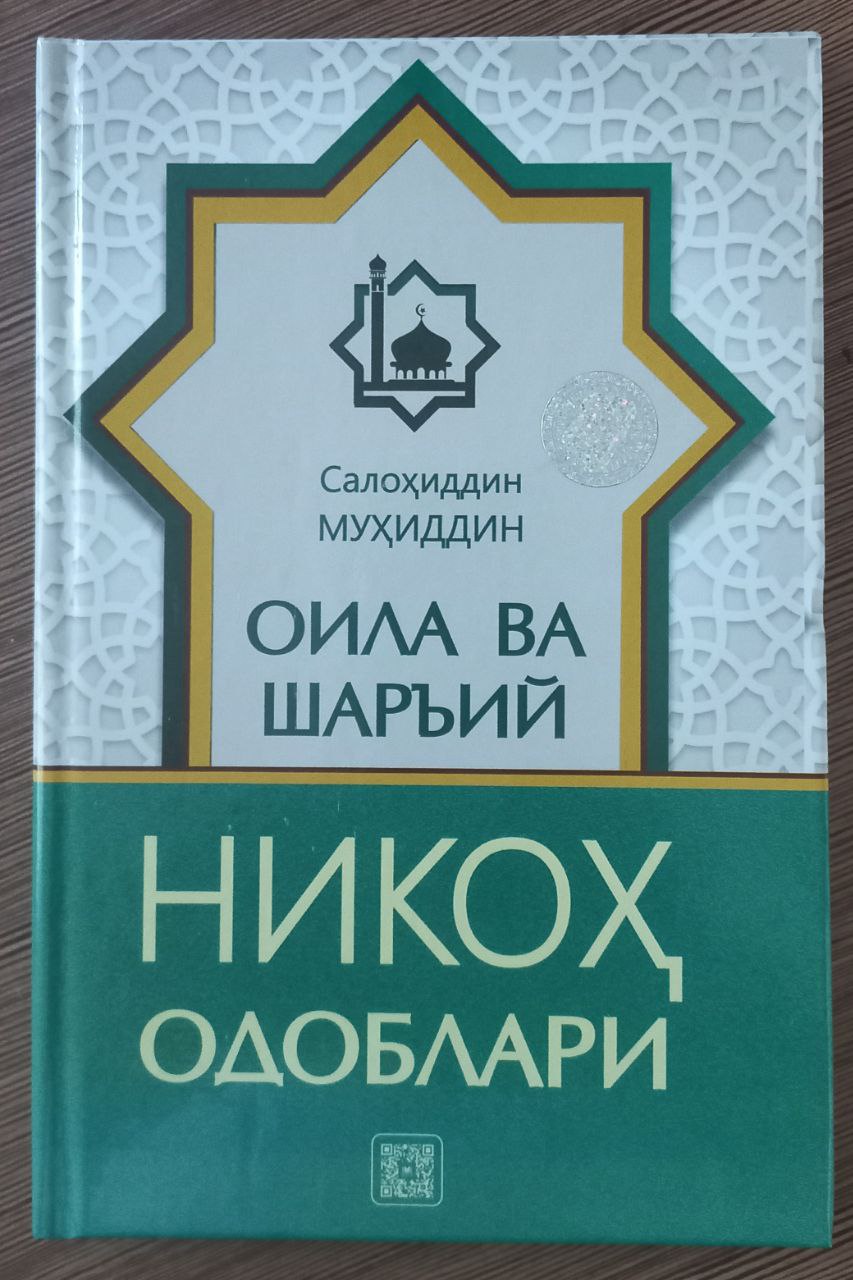 Салоҳиддин
МУҲИДДИН
ОИЛА ВА
ШАРЪИЙ
НИКОҲ
ОДОБЛАРИ